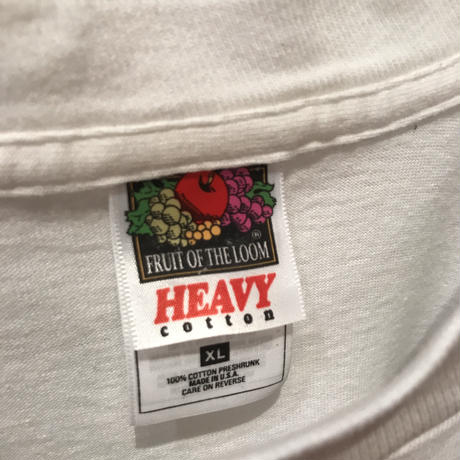 ®
FRUIT OF THE LOOM
HEAVY
cotton
XL
100% COTTON PRESHRUNK
MADE IN U.S.A.
CARE ON REVERSE